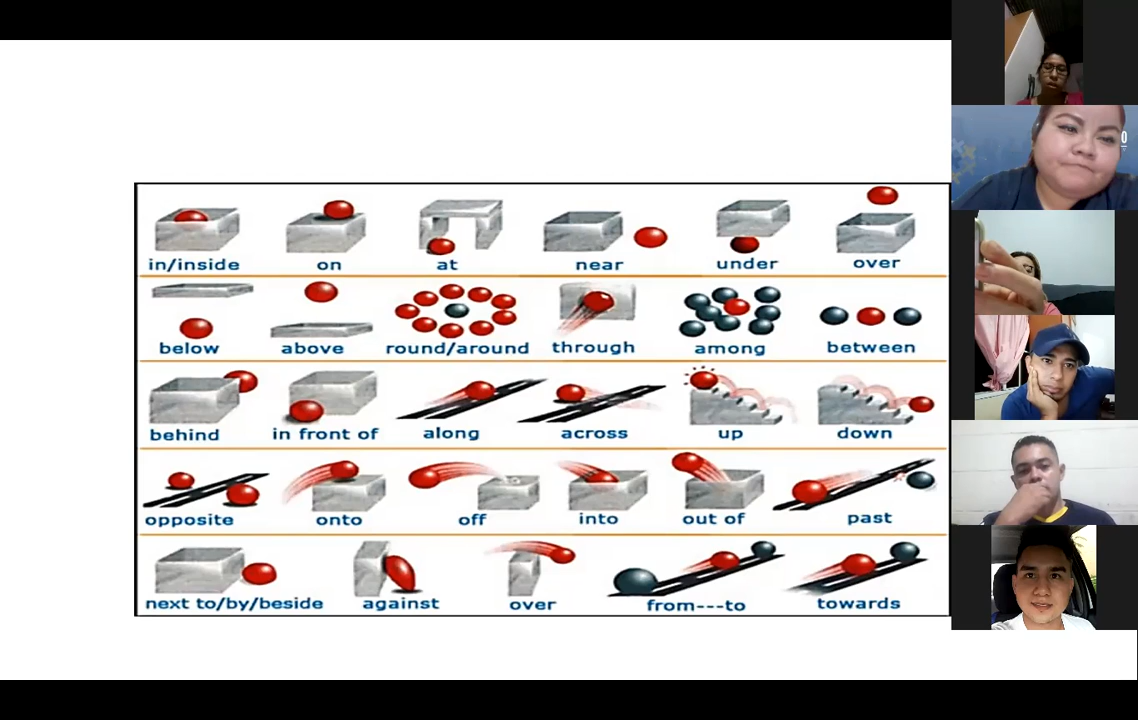 in/inside on at near under over
below above round/around through among between
behind in front of along across up down
opposite onto off into out of past
next to/by/beside against over from---to towards
0